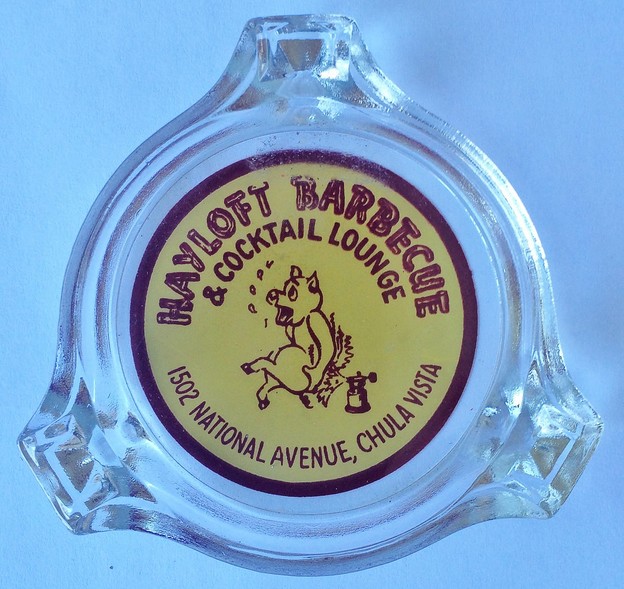 HAYLOFT BARBECUE
& COCKTAIL LOUNGE
1502 NATIONAL AVENUE, CHULA VISTA